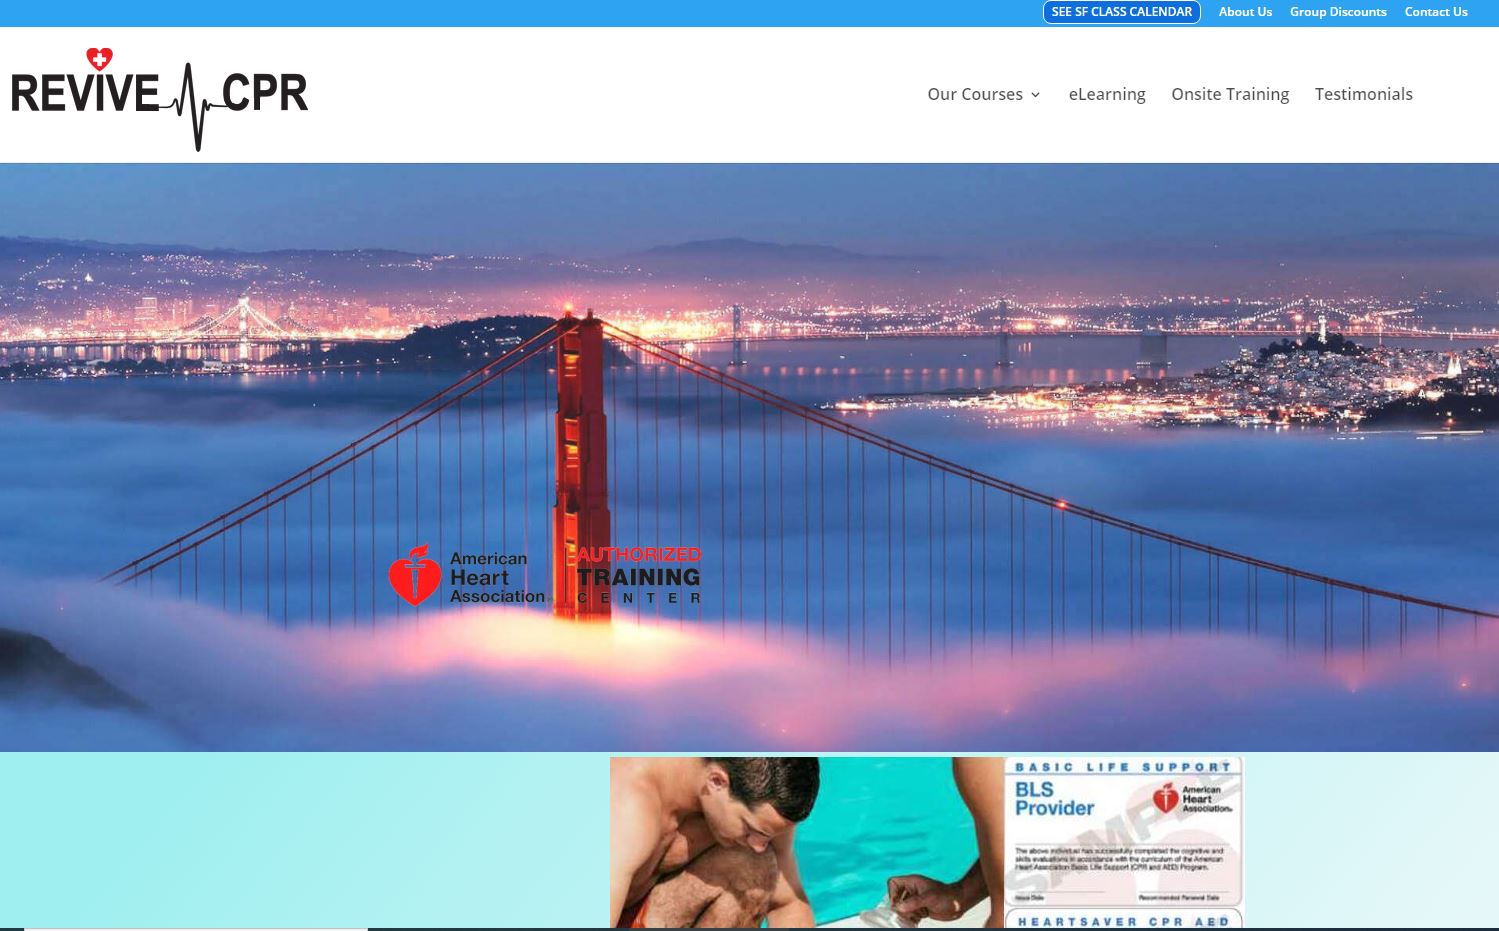 SEE SF CLASS CALENDAR About Us Group Discounts Contact Us
REVIVE CPR
Our Courses eLearning Onsite Training Testimonials
American
Heart
Association
AUTHORIZED
TRAINING
CENTER
BASIC LIFE SUPPORT
BLS
Provider
American
Heart
Association
SAMPLE
The above individual has successfully completed the cognitive and
skills evaluations in accordance with the curriculum of the American
Heart Association Basic Life Support (CPR and AED) Program.
Issue Date Recommended Renewal Date
HEARTSAVER CPR AED